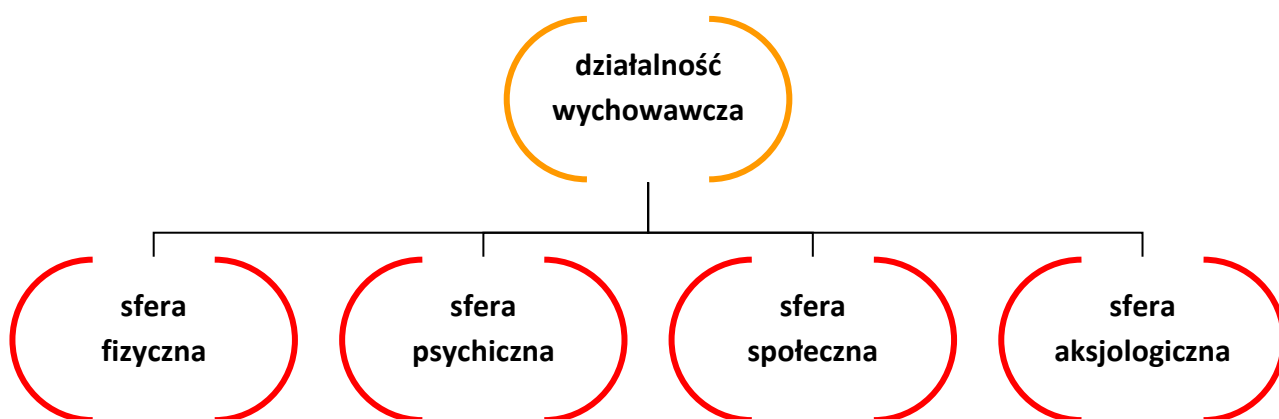 działalność
wychowawcza
sfera
fizyczna
sfera
psychiczna
sfera
społeczna
sfera
aksjologiczna